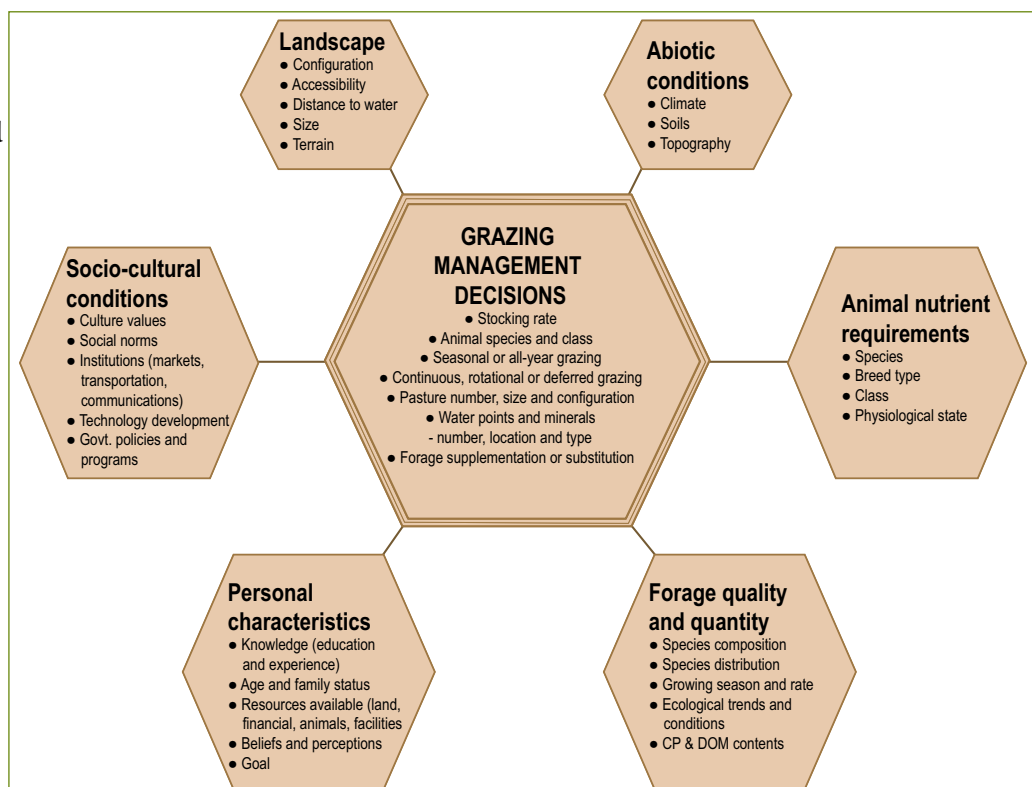 Landscape
● Configuration
● Accessibility
● Distance to water
● Size
● Terrain
Abiotic
conditions
● Climate
● Soils
● Topography
Socio-cultural
conditions
● Culture values
● Social norms
● Institutions (markets,
transportation,
communications)
● Technology development
● Govt. policies and
programs
GRAZING
MANAGEMENT
DECISIONS
● Stocking rate
● Animal species and class
● Seasonal or all-year grazing
● Continuous, rotational or deferred grazing
● Pasture number, size and configuration
● Water points and minerals
- number, location and type
● Forage supplementation or substitution
Animal nutrient
requirements
● Species
● Breed type
● Class
● Physiological state
Personal
characteristics
● Knowledge (education
and experience)
● Age and family status
● Resources available (land,
financial, animals, facilities
● Beliefs and perceptions
● Goal
Forage quality
and quantity
● Species composition
● Species distribution
● Growing season and rate
● Ecological trends and
conditions
● CP & DOM contents